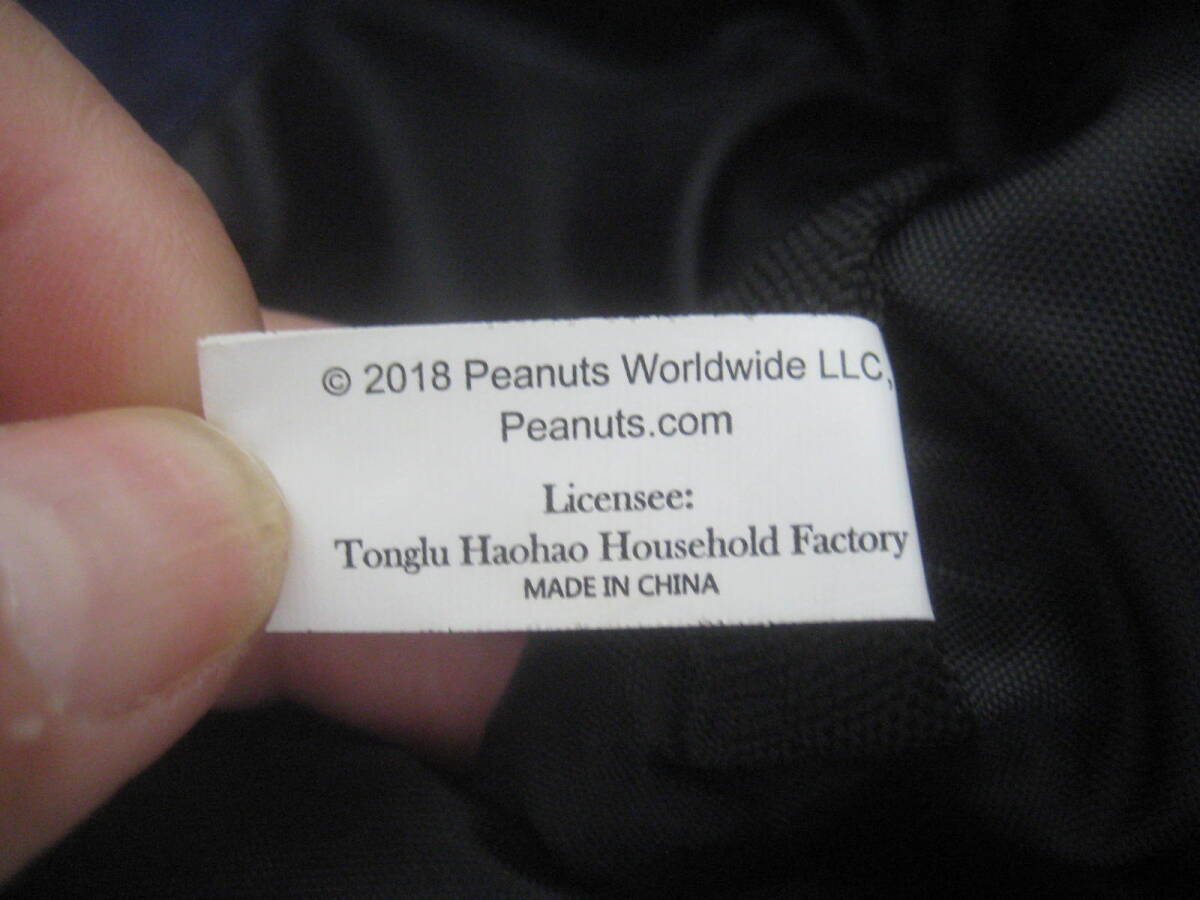 © 2018 Peanuts Worldwide LLC,
Peanuts.com
Licensee:
Tonglu Haohao Household Factory
MADE IN CHINA